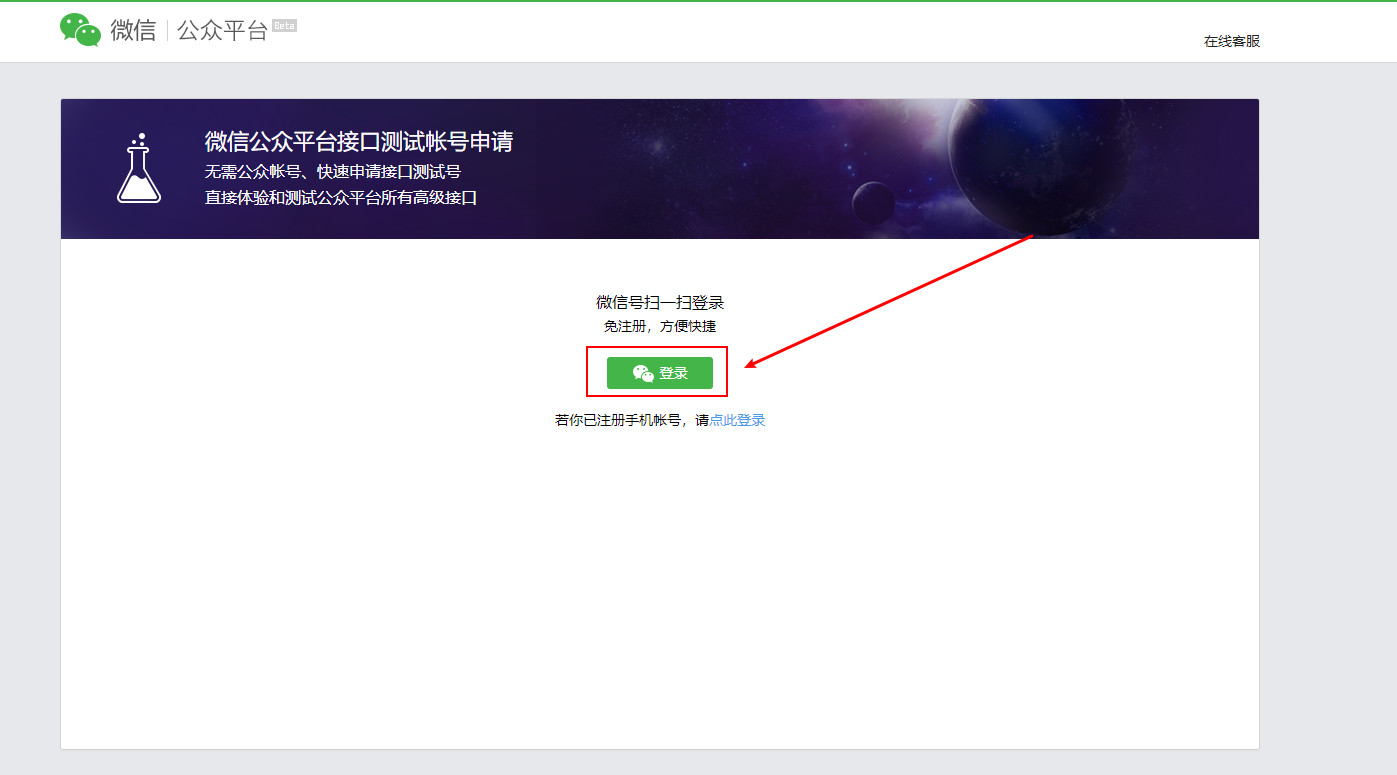 微信 | 公众平台 Beta
在线客服
微信公众平台接口测试帐号申请
无需公众帐号、快速申请接口测试号
直接体验和测试公众平台所有高级接口
微信号扫一扫登录
免注册，方便快捷
登录
若你已注册手机帐号，请点此登录